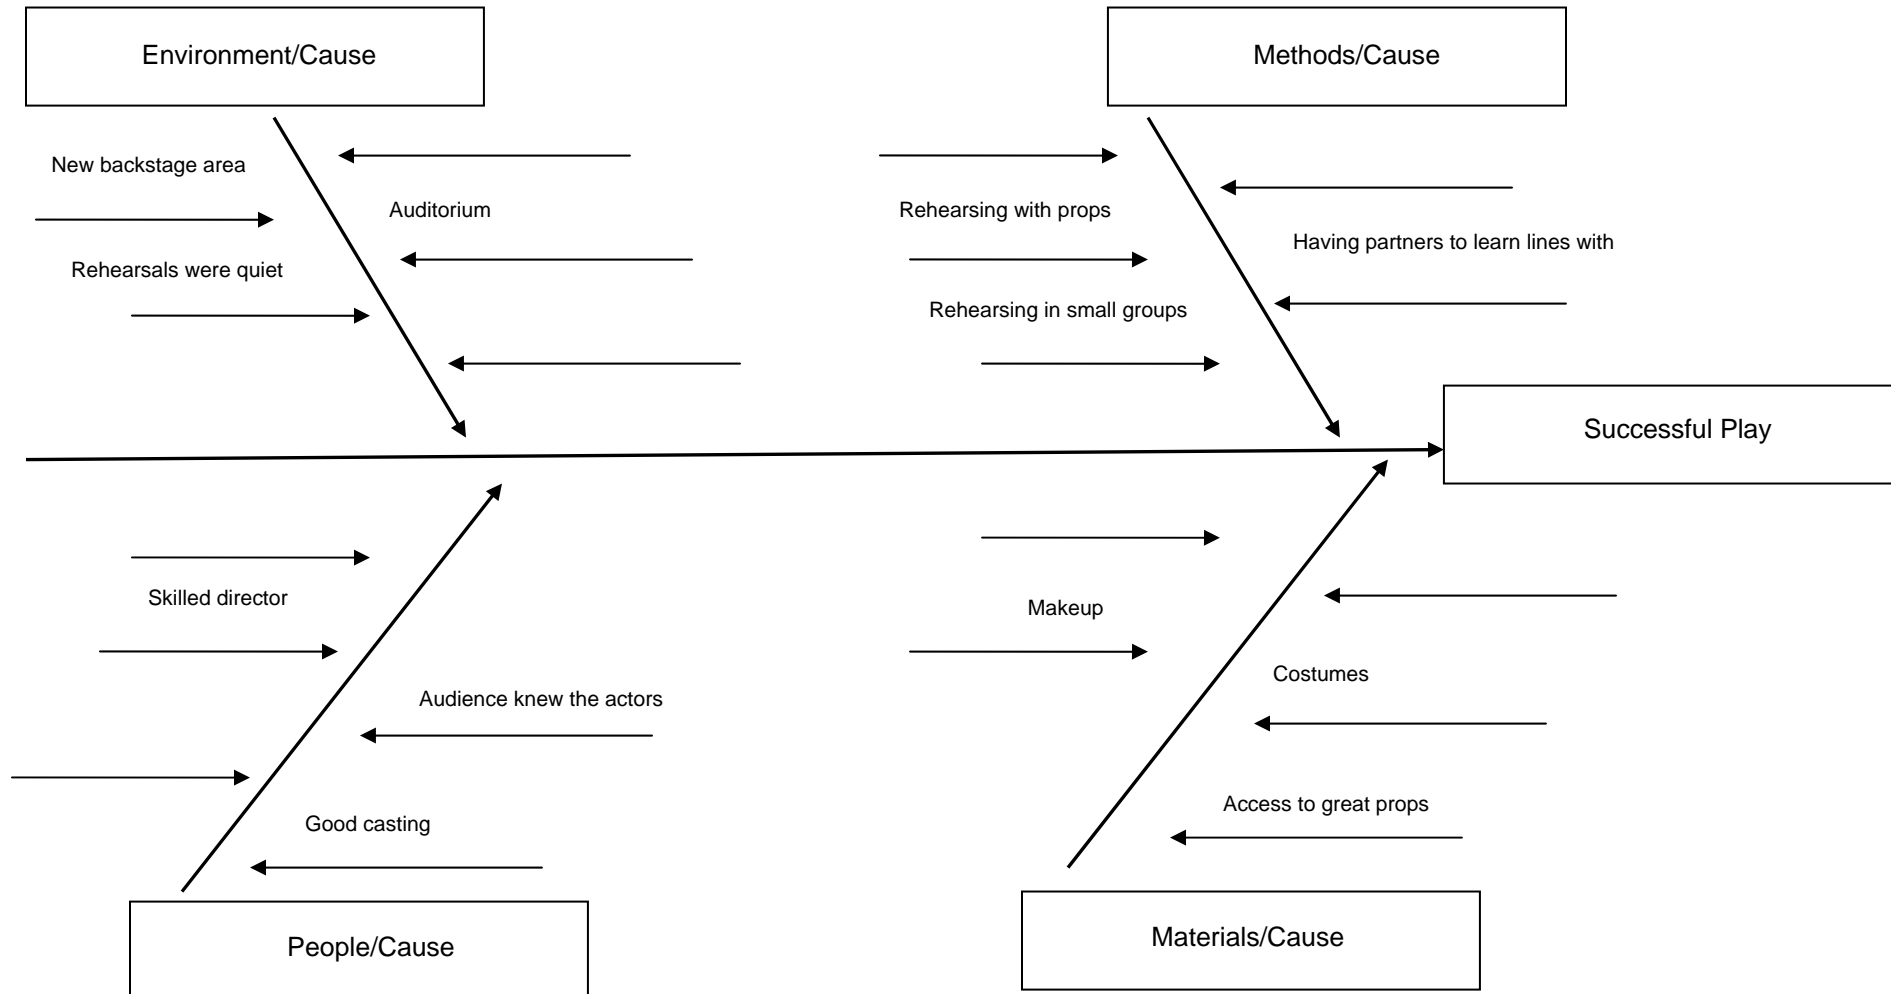 Environment/Cause
Methods/Cause
New backstage area
Auditorium
Rehearsals were quiet
Rehearsing with props
Having partners to learn lines with
Rehearsing in small groups
Successful Play
Skilled director
Audience knew the actors
Good casting
Makeup
Costumes
Access to great props
People/Cause
Materials/Cause